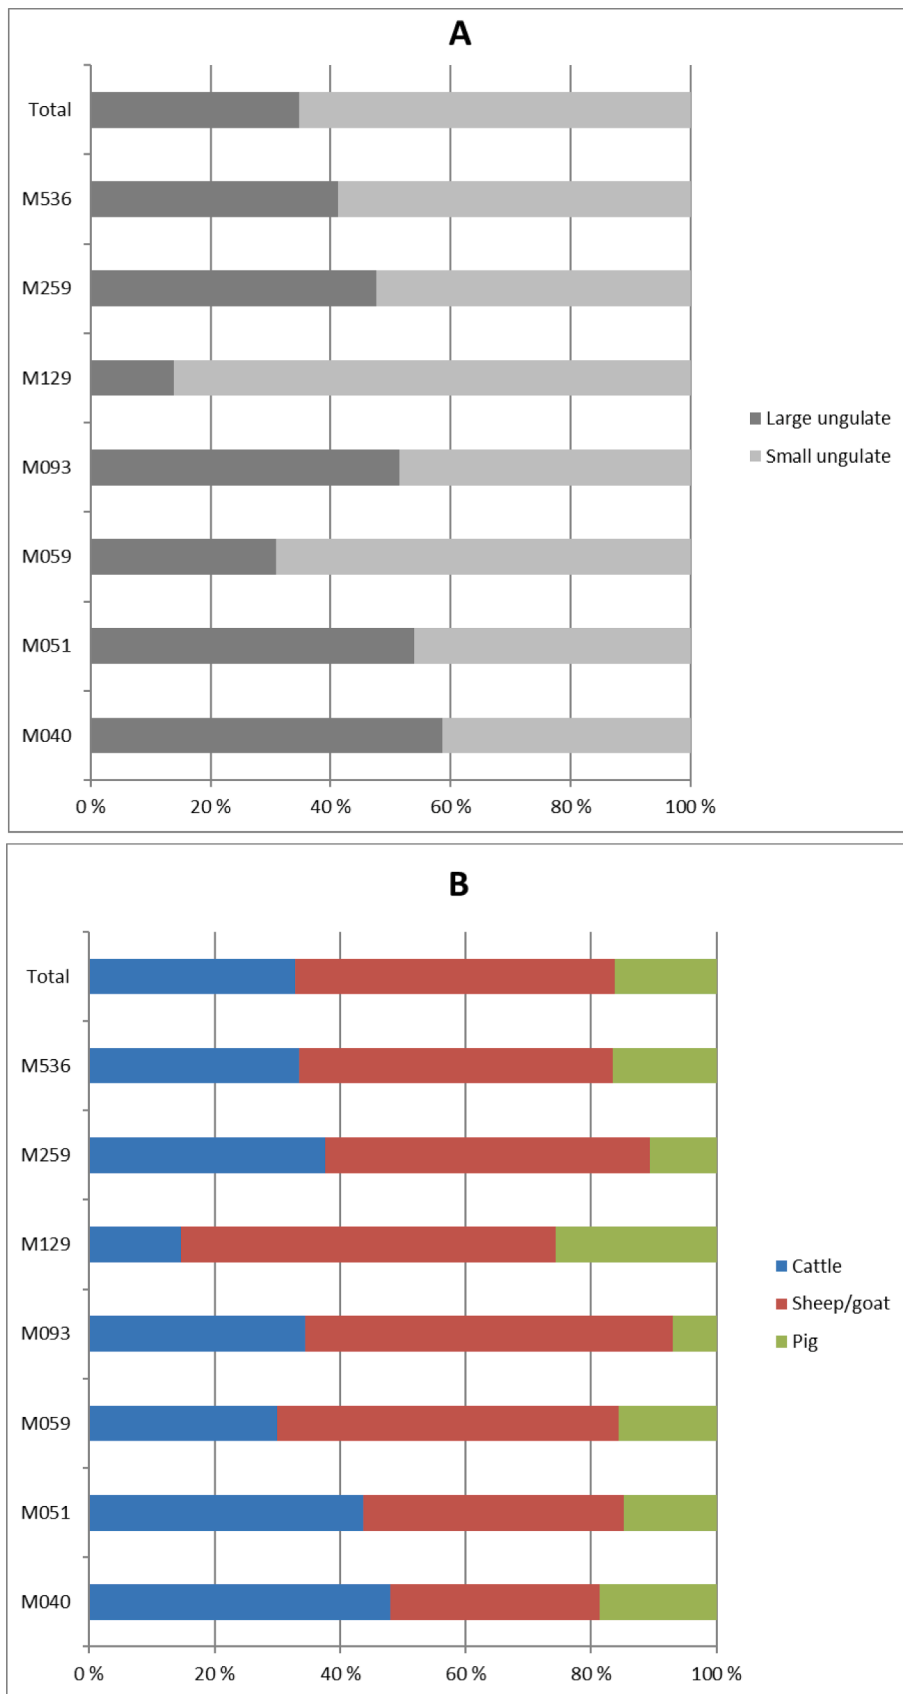 A
Total
M536
M259
M129
M093
M059
M051
M040
0 %
20 %
40 %
60 %
80 %
100 %
Large ungulate
Small ungulate
B
Total
M536
M259
M129
M093
M059
M051
M040
0 %
20 %
40 %
60 %
80 %
100 %
Cattle
Sheep/goat
Pig